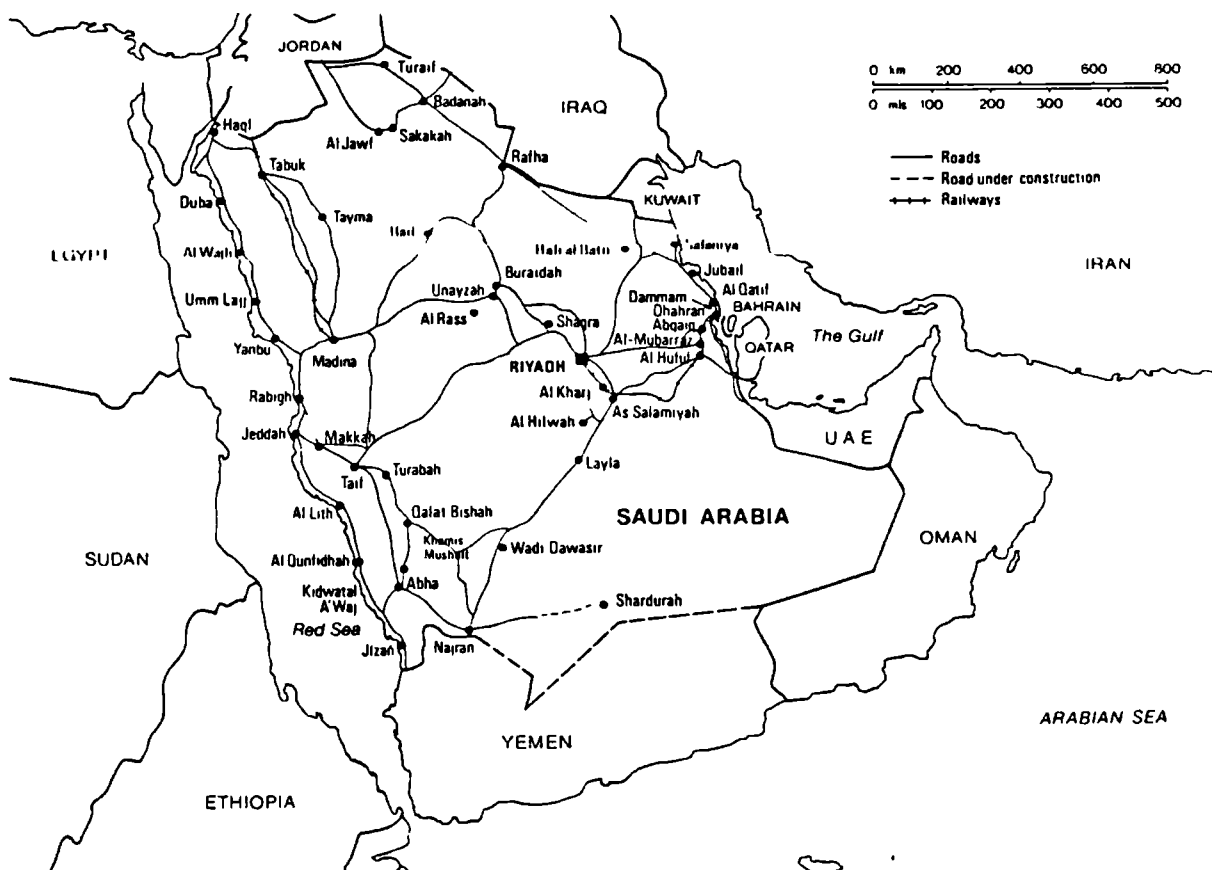 JORDAN
Turaif
0 km 200 400 600 800
0 mls 100 200 300 400 500
Badanah
IRAQ
Haql
Al Jawf
Sakakah
Roads
Road under construction
Railways
Tabuk
Rafha
KUWAIT
Duba
Tayma
EGYPT
Al Wajh
Jubail
IRAN
Buraidah
Al Qatif
Umm Lajj
Unayzah
Dammam
BAHRAIN
Dhahran
Al Rass
Shaqra
Abqaiq
The Gulf
Yanbu
Al-Mubarraz
QATAR
Madina
RIYADH
Al Hufuf
Rabigh
Al Kharj
As Salamiyah
Jeddah
Makkah
Al Hilwah
UAE
Taif
Turabah
Layla
Al Lith
Qalat Bishah
SAUDI ARABIA
Khamis
Mushait
Wadi Dawasir
OMAN
SUDAN
Al Qunfidhah
Kidwatal
A'Waj
Abha
Shardurah
Red Sea
Jizan
Najran
YEMEN
ARABIAN SEA
ETHIOPIA